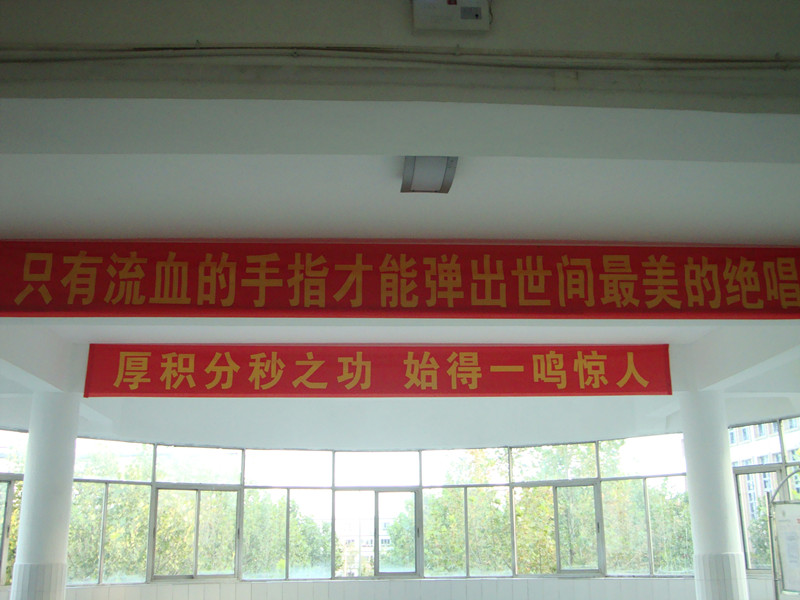 只有流血的手指才能弹出世间最美的绝唱
厚积分秒之功 始得一鸣惊人